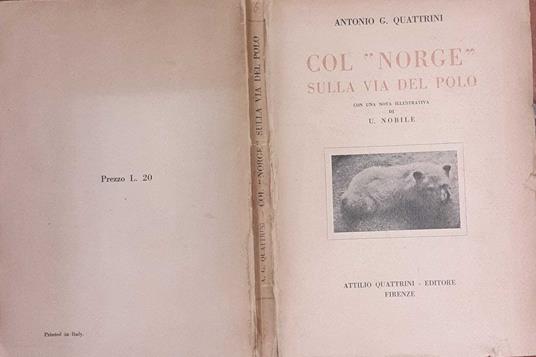 Prezzo L. 20
Printed in Italy.
A. G. QUATTRINI COL "NORGE" SULLA VIA DEL POLO
ANTONIO G. QUATTRINI
COL "NORGE"
SULLA VIA DEL POLO
CON UNA NOTA ILLUSTRATIVA
DI
U. NOBILE
ATTILIO QUATTRINI - EDITORE
FIRENZE